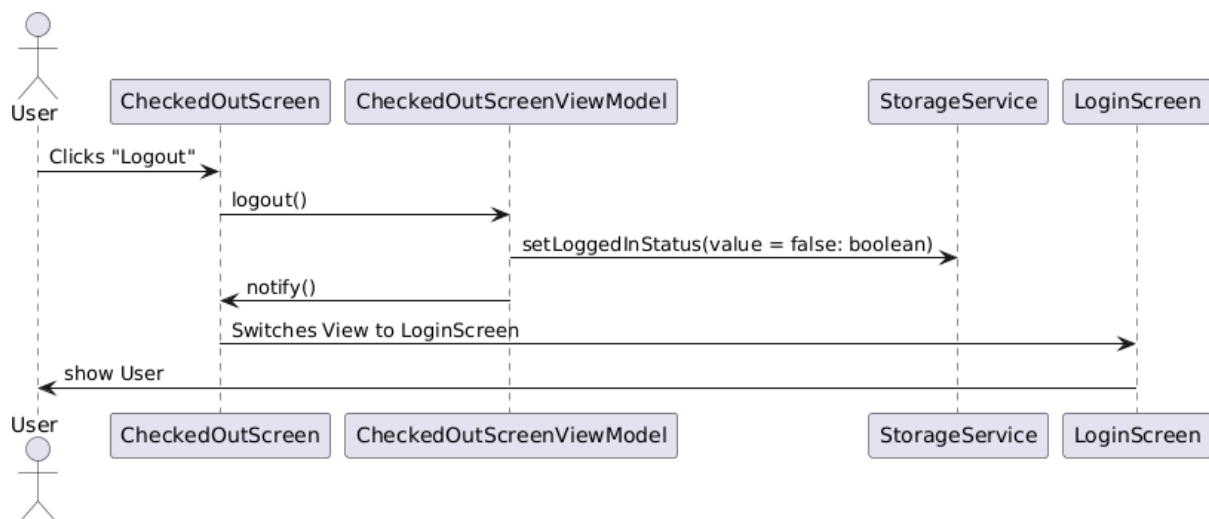 User
CheckedOutScreen
CheckedOutScreenViewModel
StorageService
LoginScreen
Clicks "Logout"
logout()
setLoggedInStatus(value = false: boolean)
notify()
Switches View to LoginScreen
show User
User
CheckedOutScreen
CheckedOutScreenViewModel
StorageService
LoginScreen